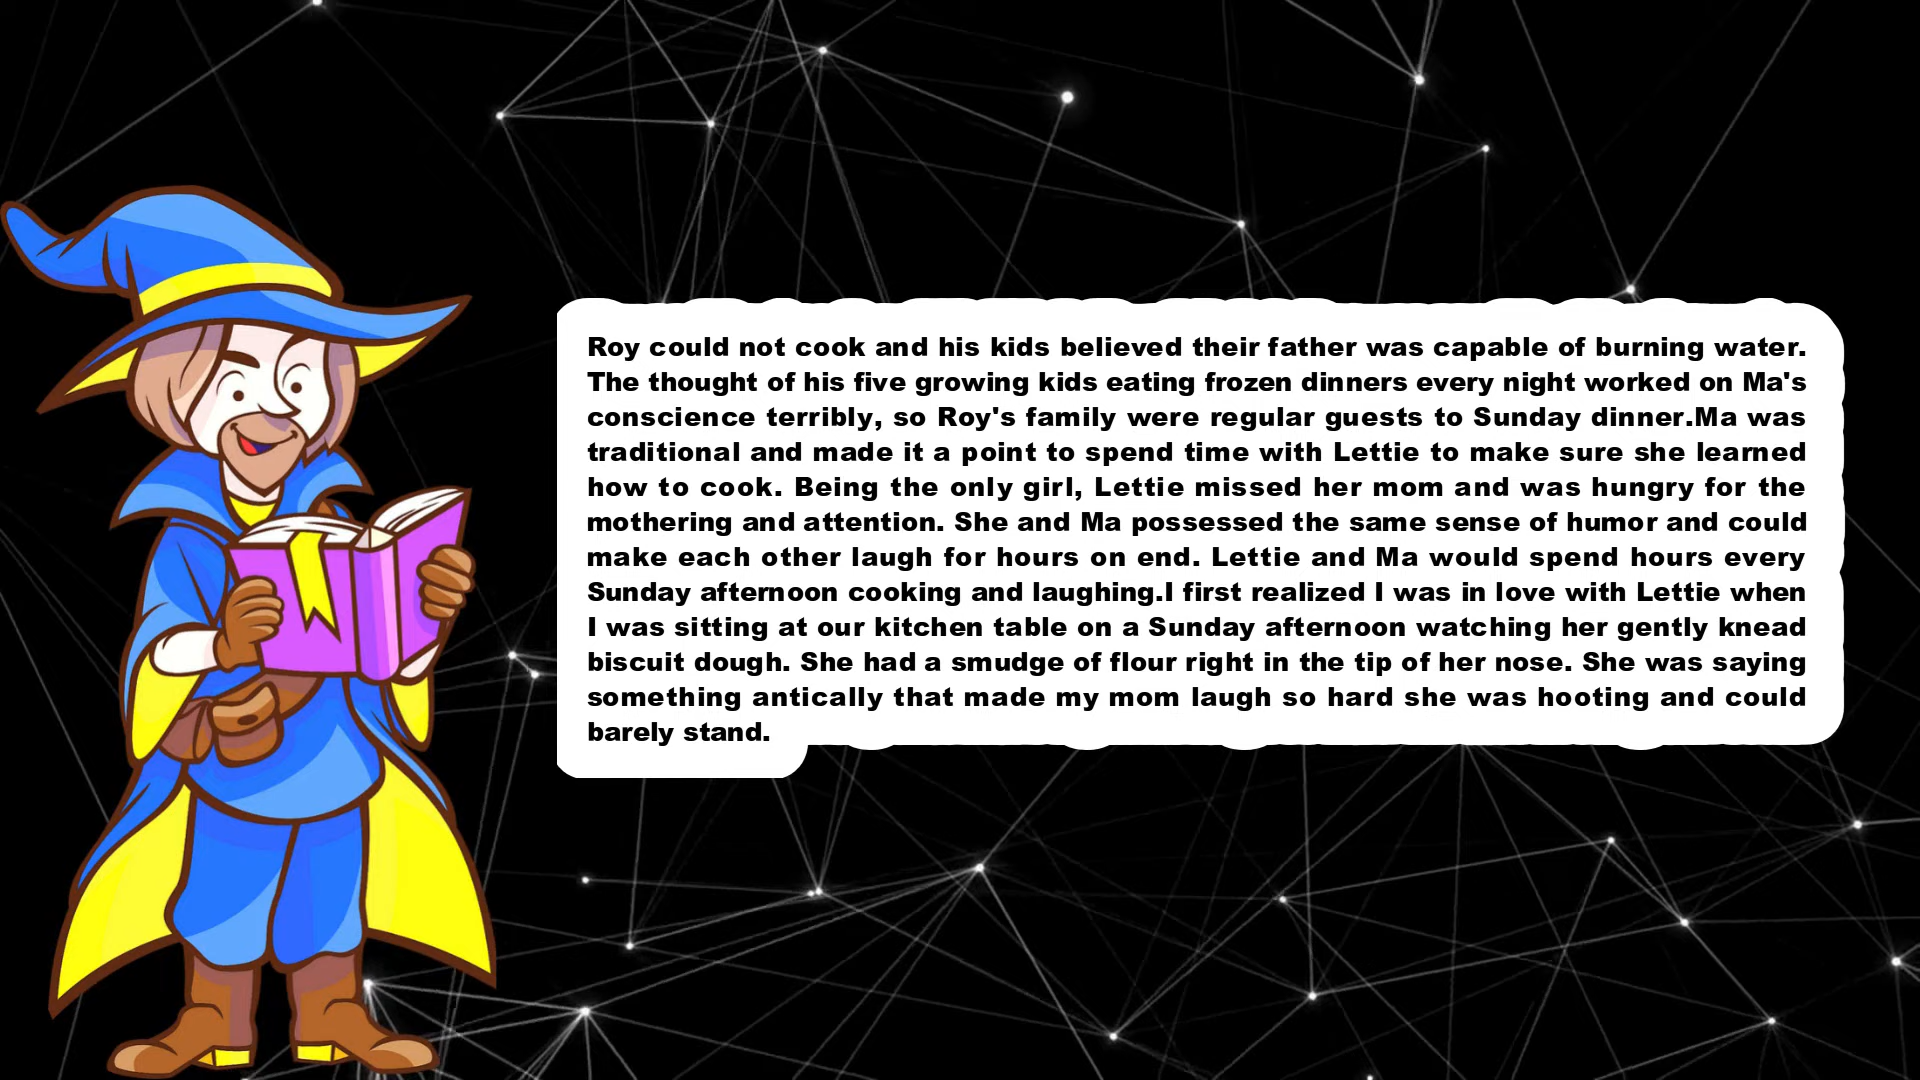 Roy could not cook and his kids believed their father was capable of burning water.
The thought of his five growing kids eating frozen dinners every night worked on Ma's
conscience terribly, so Roy's family were regular guests to Sunday dinner.Ma was
traditional and made it a point to spend time with Lettie to make sure she learned
how to cook. Being the only girl, Lettie missed her mom and was hungry for the
mothering and attention. She and Ma possessed the same sense of humor and could
make each other laugh for hours on end. Lettie and Ma would spend hours every
Sunday afternoon cooking and laughing.I first realized I was in love with Lettie when
I was sitting at our kitchen table on a Sunday afternoon watching her gently knead
biscuit dough. She had a smudge of flour right in the tip of her nose. She was saying
something antically that made my mom laugh so hard she was hooting and could
barely stand.